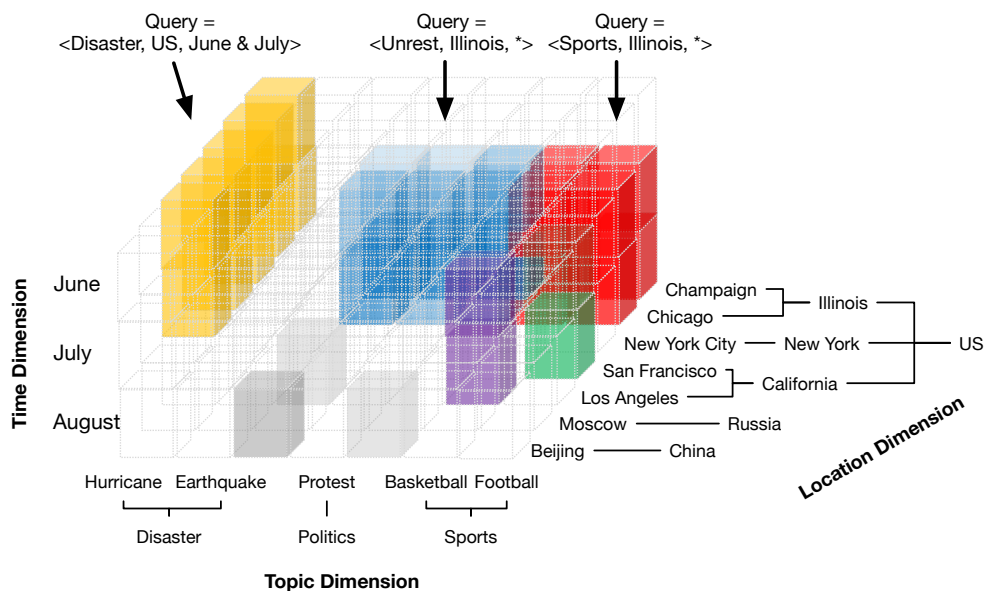 Query =
<Disaster, US, June & July>
Query =
<Unrest, Illinois, *>
Query =
<Sports, Illinois, *>
Time Dimension
June
July
August
Champaign
Chicago
Illinois
New York City
New York
US
San Francisco
Los Angeles
California
Moscow
Russia
Beijing
China
Location Dimension
Hurricane
Earthquake
Protest
Basketball
Football
Disaster
Politics
Sports
Topic Dimension